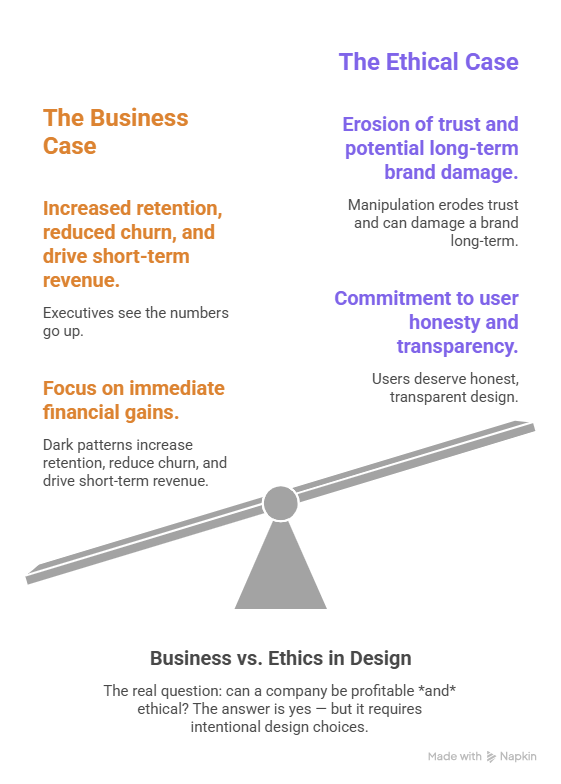 The Ethical Case
The Business
Case
Erosion of trust and
potential long-term
brand damage.
Manipulation erodes trust
and can damage a brand
long-term.
Increased retention,
reduced churn, and
drive short-term
revenue.
Executives see the numbers
go up.
Commitment to user
honesty and
transparency.
Users deserve honest,
transparent design.
Focus on immediate
financial gains.
Dark patterns increase
retention, reduce churn, and
drive short-term revenue.
Business vs. Ethics in Design
The real question: can a company be profitable *and*
ethical? The answer is yes — but it requires
intentional design choices.
Made with Napkin